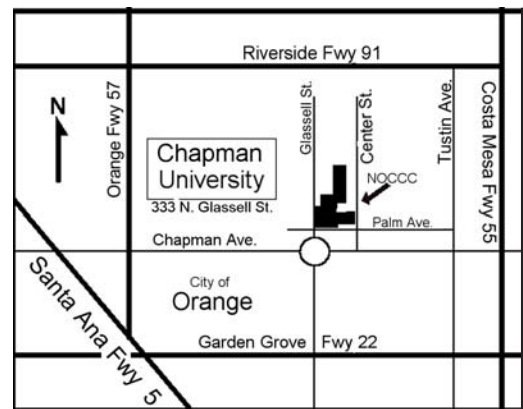 Riverside Fwy 91
N
Orange Fwy 57
Glassell St.
Center St.
Tustin Ave.
Costa Mesa Fwy 55
Chapman
University
333 N. Glassell St.
NOCCC
Palm Ave.
Chapman Ave.
City of
Orange
Santa Ana Fwy 5
Garden Grove Fwy 22